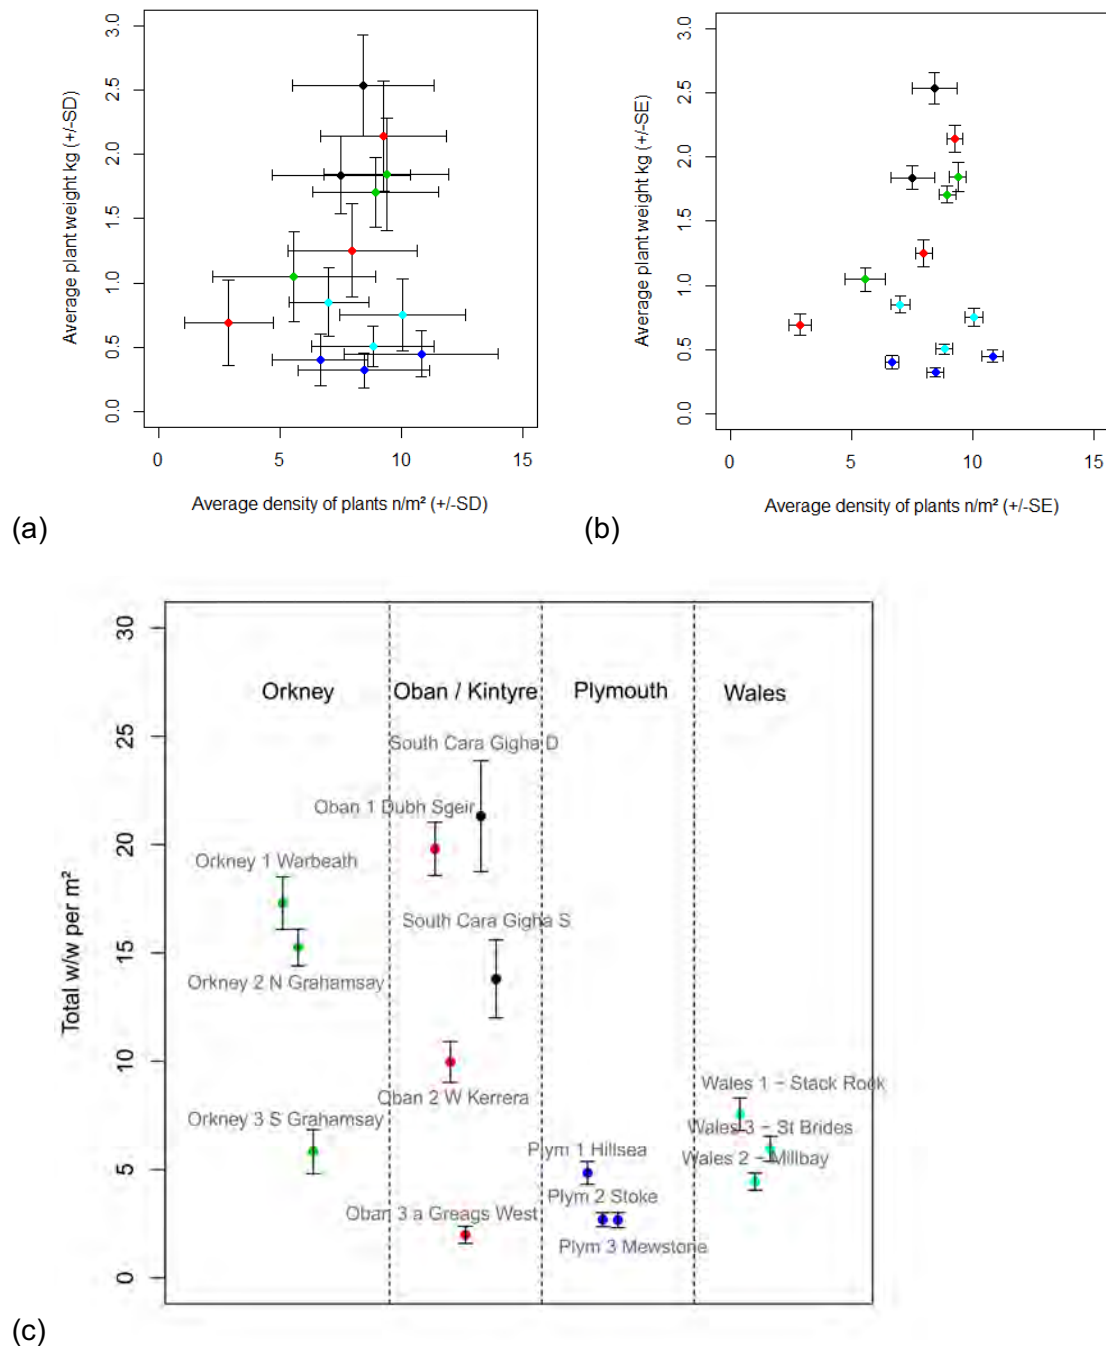 3.0
2.5
2.0
1.5
1.0
0.5
0.0
Average plant weight kg (+/-SD)
0 5 10 15
Average density of plants n/m² (+/-SD)
(a)
3.0
2.5
2.0
1.5
1.0
0.5
0.0
Average plant weight kg (+/-SE)
0 5 10 15
Average density of plants n/m² (+/-SE)
(b)
30
25
20
15
10
5
0
Total w/w per m²
Orkney Oban / Kintyre Plymouth Wales
South Cara Gigha D
Oban 1 Dubh Sgeir
Orkney 1 Warbeath
South Cara Gigha S
Orkney 2 N Grahamsay
Oban 2 W Kerrera
Wales 1 - Stack Rock
Orkney 3 S Grahamsay
Wales 3 - St Brides
Plym 1 Hillsea
Wales 2 - Millbay
Plym 2 Stoke
Oban 3 a Greags West
Plym 3 Mewstone
(c)